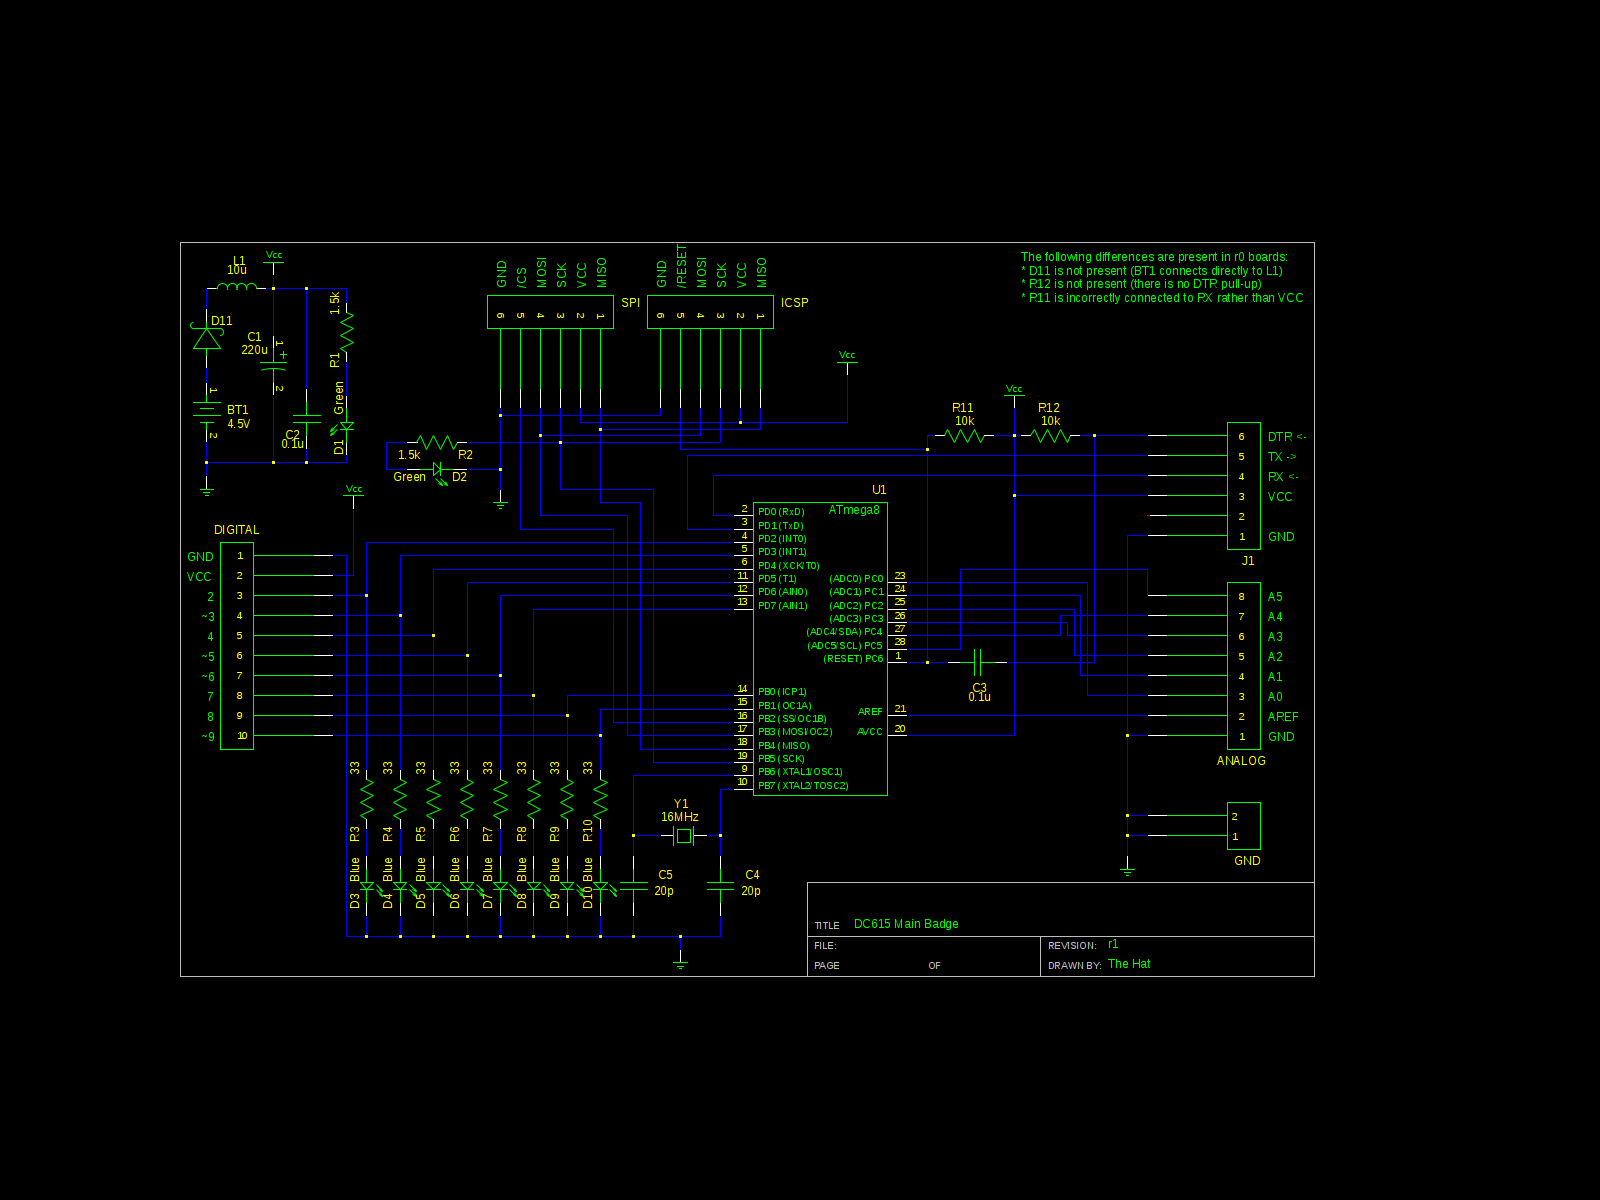 The following differences are present in r0 boards:
* D11 is not present (BT1 connects directly to L1)
* R12 is not present (there is no DTR pull-up)
* R11 is incorrectly connected to RX rather than VCC
L1
10u
Vcc
D11
C1
220u
1
+
2
1.5k
R1
Green
D1
1
BT1
4.5V
2
C2
0.1u
GND
/CS
MOSI
SCK
VCC
MISO
SPI
6
5
4
3
2
1
GND
/RESET
MOSI
SCK
VCC
MISO
ICSP
6
5
4
3
2
1
Vcc
1.5k
R2
Green
D2
Vcc
R11
10k
R12
10k
6
DTR <-
5
TX ->
4
RX <-
3
VCC
2
1
GND
J1
Vcc
DIGITAL
GND
1
VCC
2
2
3
~3
4
4
5
~5
6
~6
7
7
8
8
9
~9
10
U1
ATmega8
2
PD0 (RxD)
3
PD1 (TxD)
4
PD2 (INT0)
5
PD3 (INT1)
6
PD4 (XCK/T0)
11
PD5 (T1)
12
PD6 (AIN0)
13
PD7 (AIN1)
14
PB0 (ICP1)
15
PB1 (OC1A)
16
PB2 (SS/OC1B)
17
PB3 (MOSI/OC2)
18
PB4 (MISO)
19
PB5 (SCK)
9
PB6 (XTAL1/OSC1)
10
PB7 (XTAL2/TOSC2)
(ADC0) PC0
23
(ADC1) PC1
24
(ADC2) PC2
25
(ADC3) PC3
26
(ADC4/SDA) PC4
27
(ADC5/SCL) PC5
28
(RESET) PC6
1
AREF
21
AVCC
20
C3
0.1u
8
A5
7
A4
6
A3
5
A2
4
A1
3
A0
2
AREF
1
GND
ANALOG
2
1
GND
33
33
33
33
33
33
33
33
R3
R4
R5
R6
R7
R8
R9
R10
Blue
Blue
Blue
Blue
Blue
Blue
Blue
Blue
D3
D4
D5
D6
D7
D8
D9
D10
Y1
16MHz
C5
20p
C4
20p
TITLE
DC615 Main Badge
FILE:
REVISION:
r1
PAGE
OF
DRAWN BY:
The Hat